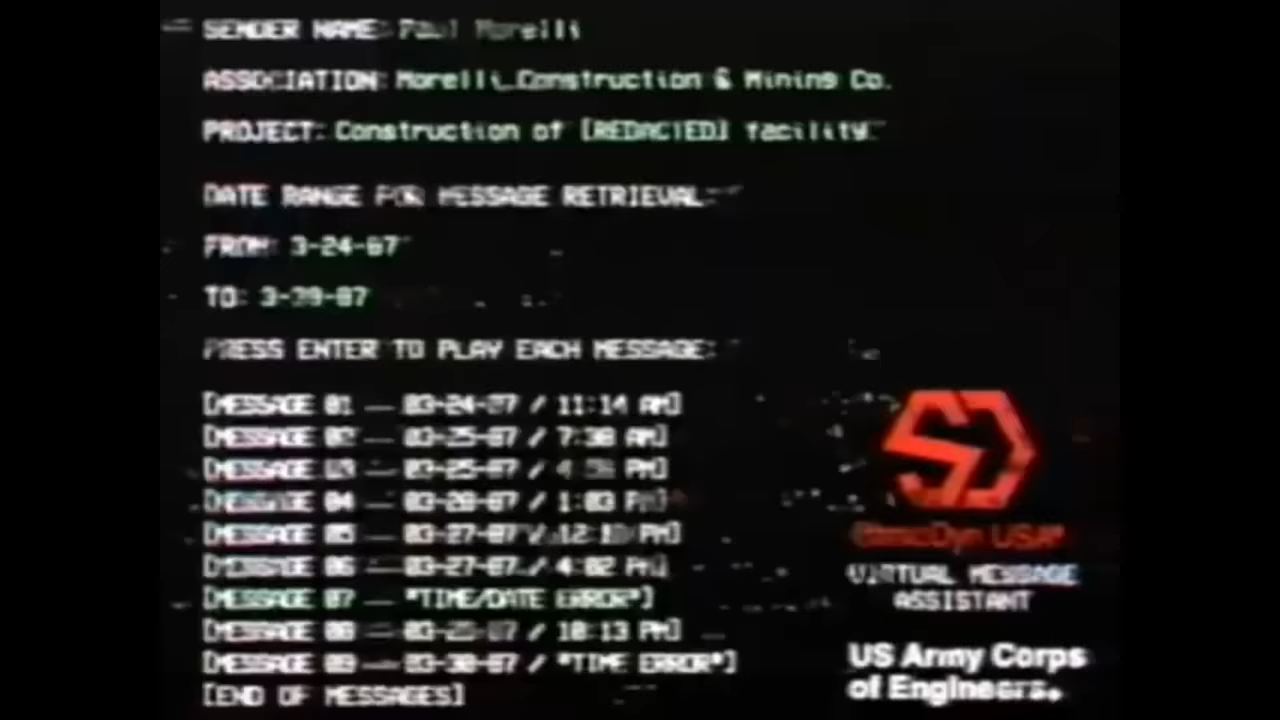 SENDER NAME: Paul Morelli
ASSOCIATION: Morelli Construction & Mining Co.
PROJECT: Construction of [REDACTED] facility
DATE RANGE FOR MESSAGE RETRIEVAL:
FROM: 3-24-87
TO: 3-39-87
PRESS ENTER TO PLAY EACH MESSAGE:
[MESSAGE 01 — 03-24-87 / 11:14 AM]
[MESSAGE 02 — 03-25-87 / 7:38 AM]
[MESSAGE 03 — 03-25-87 / PM]
[MESSAGE 04 — 03-26-87 / 1:03 PM]
[MESSAGE 05 — 03-27-87 / PM]
[MESSAGE 06 — 03-27-87 / 4:02 PM]
[MESSAGE 07 — *TIME/DATE ERROR*]
[MESSAGE 08 — / 10:13 PM]
[MESSAGE 09 — 03-30-87 / *TIME ERROR*]
[END OF MESSAGES]
USA
VIRTUAL MESSAGE
ASSISTANT
US Army Corps
of Engineers.